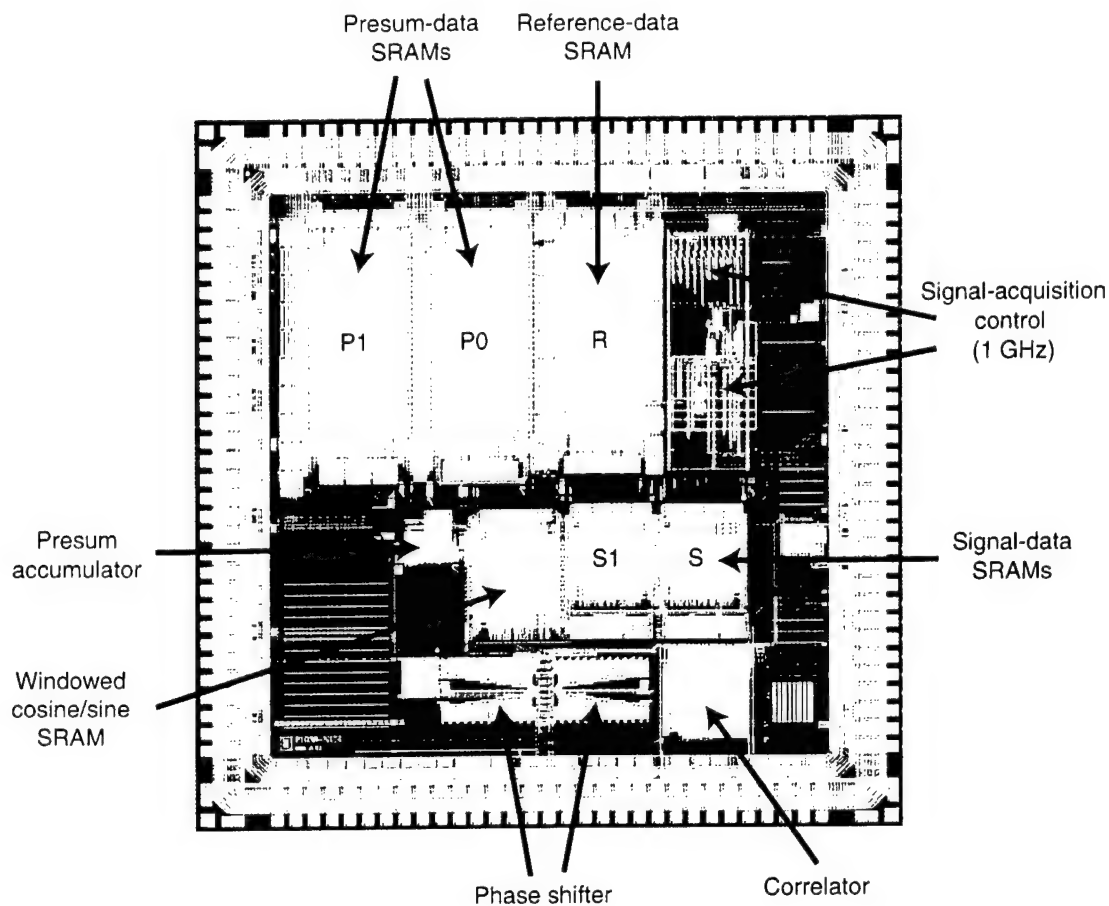 Presum-data
SRAMs
Reference-data
SRAM
Signal-acquisition
control
(1 GHz)
P1
P0
R
Presum
accumulator
S1
S
Signal-data
SRAMs
Windowed
cosine/sine
SRAM
Phase shifter
Correlator